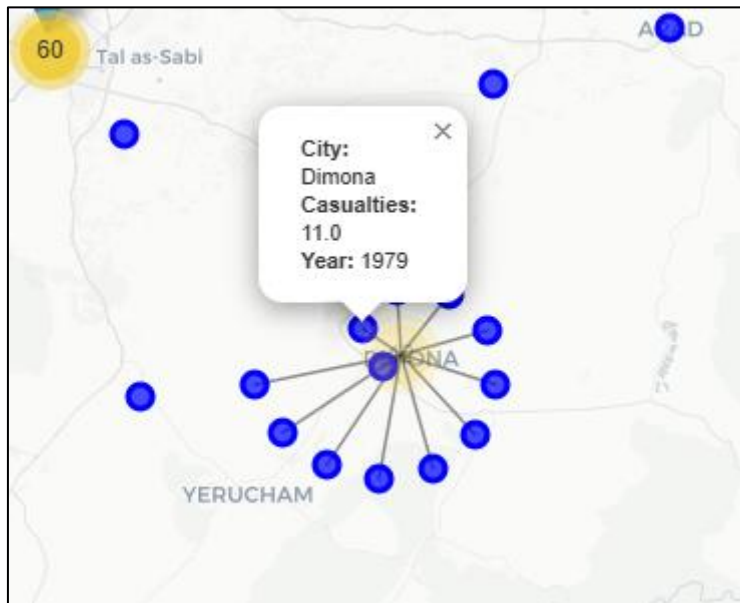 60
Tal as-Sabi
City:
Dimona
Casualties:
11.0
Year: 1979
YERUCHAM